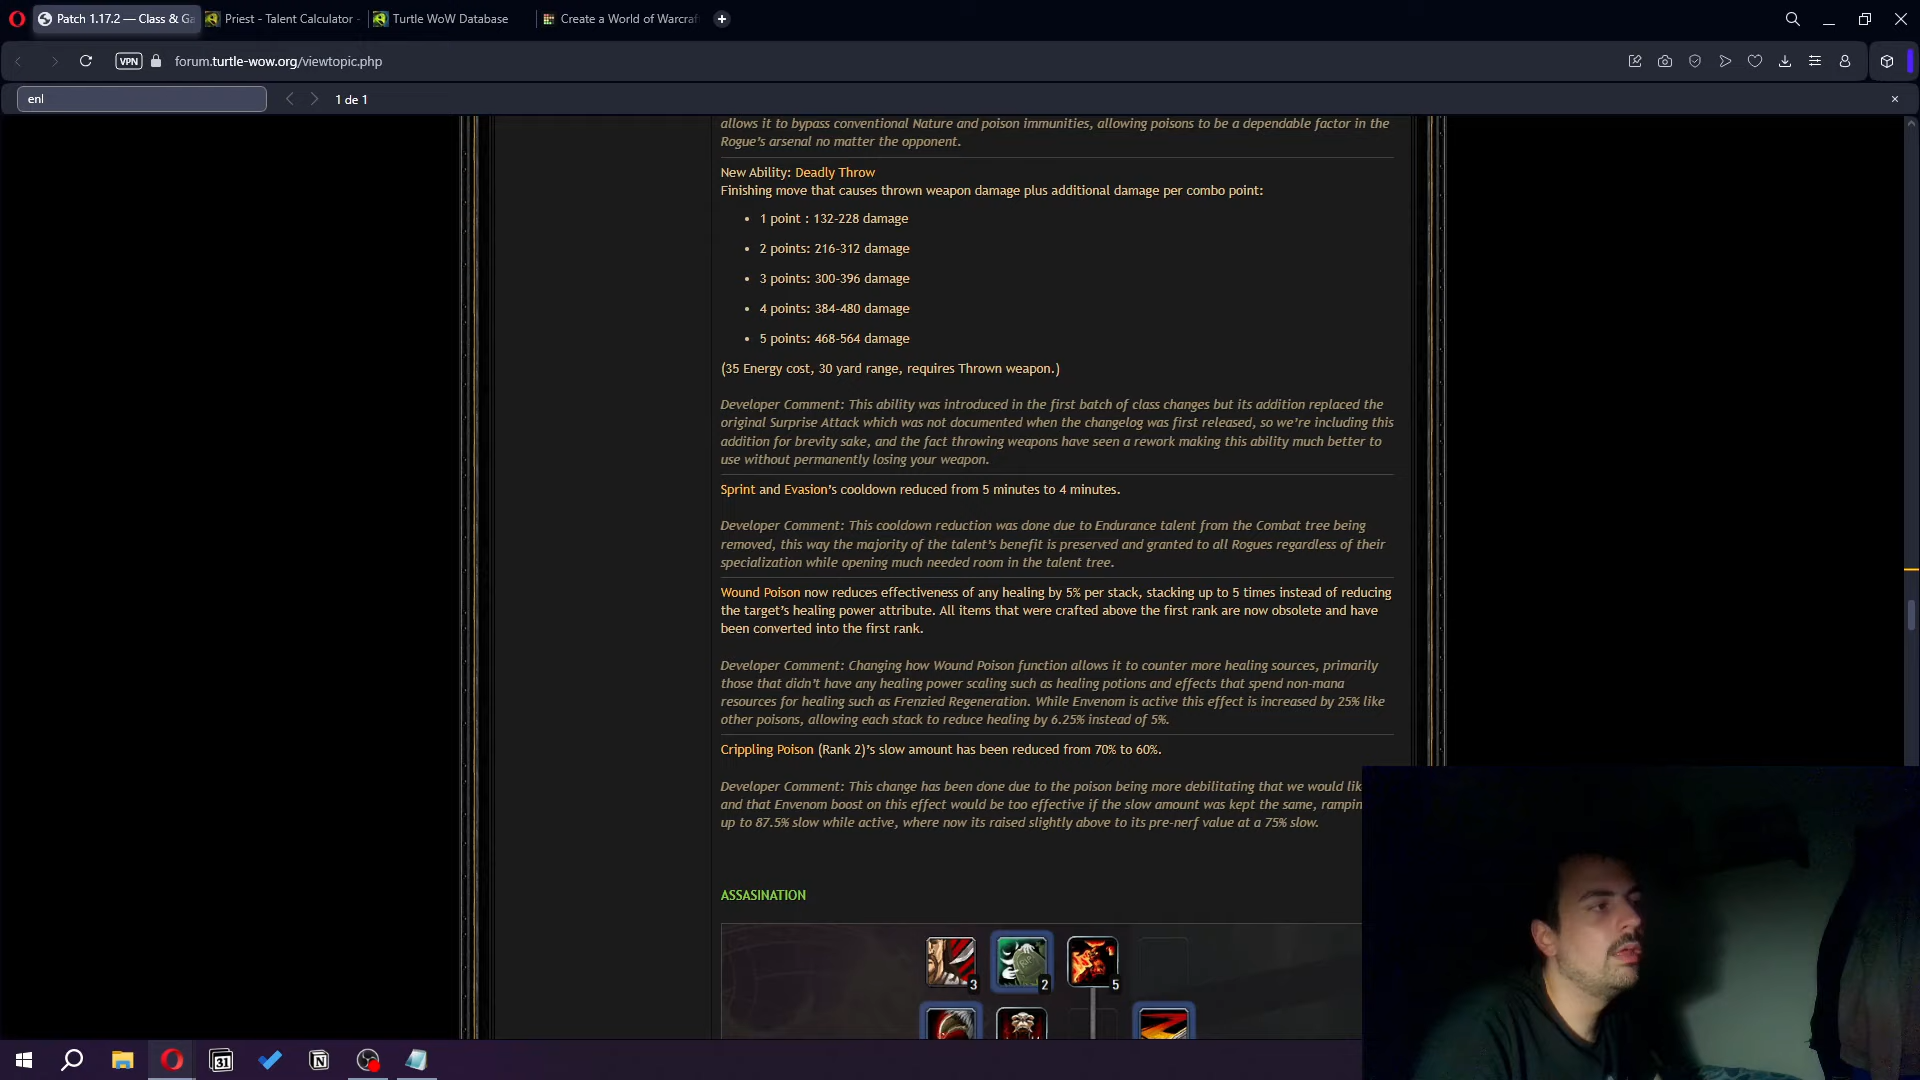 Patch 1.17.2 — Class & Ga
Priest - Talent Calculator -
Turtle WoW Database
Create a World of Warcraf
VPN
forum.turtle-wow.org/viewtopic.php
enl
1 de 1
allows it to bypass conventional Nature and poison immunities, allowing poisons to be a dependable factor in the
Rogue’s arsenal no matter the opponent.
New Ability: Deadly Throw
Finishing move that causes thrown weapon damage plus additional damage per combo point:
• 1 point : 132-228 damage
• 2 points: 216-312 damage
• 3 points: 300-396 damage
• 4 points: 384-480 damage
• 5 points: 468-564 damage
(35 Energy cost, 30 yard range, requires Thrown weapon.)
Developer Comment: This ability was introduced in the first batch of class changes but its addition replaced the
original Surprise Attack which was not documented when the changelog was first released, so we’re including this
addition for brevity sake, and the fact throwing weapons have seen a rework making this ability much better to
use without permanently losing your weapon.
Sprint and Evasion’s cooldown reduced from 5 minutes to 4 minutes.
Developer Comment: This cooldown reduction was done due to Endurance talent from the Combat tree being
removed, this way the majority of the talent’s benefit is preserved and granted to all Rogues regardless of their
specialization while opening much needed room in the talent tree.
Wound Poison now reduces effectiveness of any healing by 5% per stack, stacking up to 5 times instead of reducing
the target’s healing power attribute. All items that were crafted above the first rank are now obsolete and have
been converted into the first rank.
Developer Comment: Changing how Wound Poison function allows it to counter more healing sources, primarily
those that didn’t have any healing power scaling such as healing potions and effects that spend non-mana
resources for healing such as Frenzied Regeneration. While Envenom is active this effect is increased by 25% like
other poisons, allowing each stack to reduce healing by 6.25% instead of 5%.
Crippling Poison (Rank 2)’s slow amount has been reduced from 70% to 60%.
Developer Comment: This change has been done due to the poison being more debilitating that we would lik
and that Envenom boost on this effect would be too effective if the slow amount was kept the same, rampin
up to 87.5% slow while active, where now its raised slightly above to its pre-nerf value at a 75% slow.
ASSASINATION
3
2
5
31